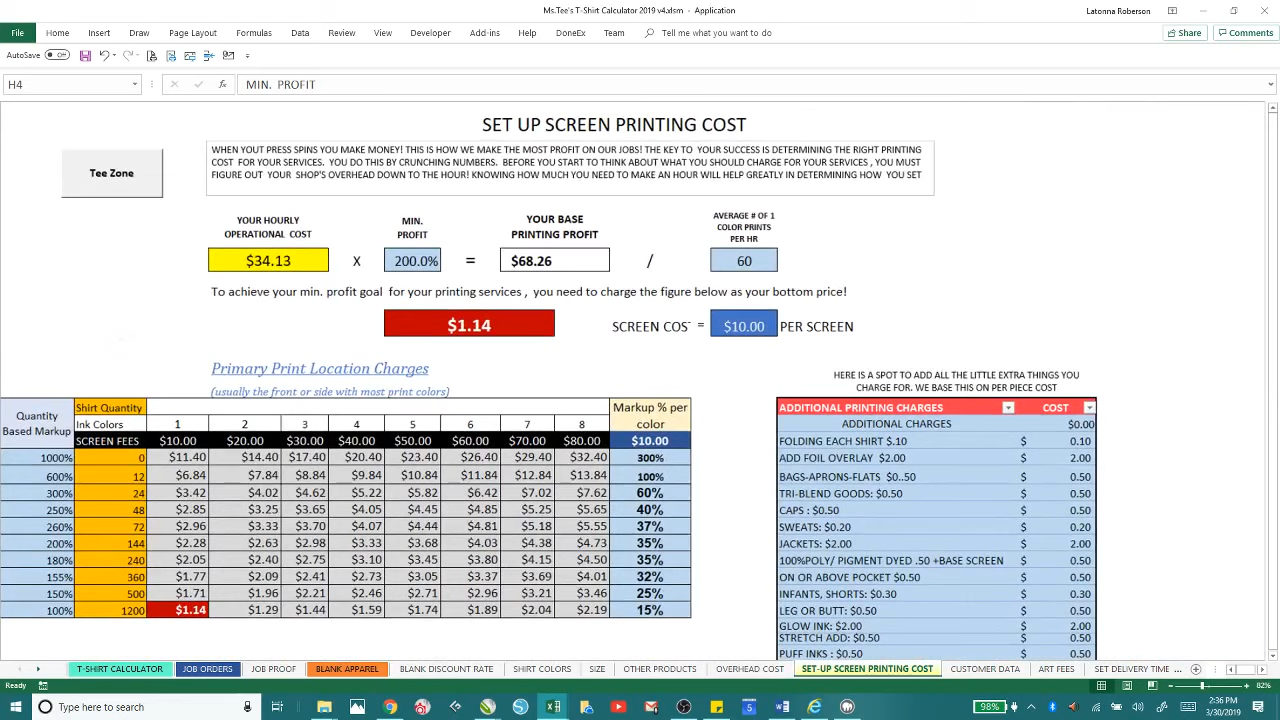 Ms.Tee's T-Shirt Calculator 2019 v4.xlsm - Application
Latonna Roberson
File Home Insert Draw Page Layout Formulas Data Review View Developer Add-ins Help DoneEx Team Tell me what you want to do Share Comments
AutoSave Off
H4 fx MIN. PROFIT
SET UP SCREEN PRINTING COST
Tee Zone
WHEN YOUT PRESS SPINS YOU MAKE MONEY! THIS IS HOW WE MAKE THE MOST PROFIT ON OUR JOBS! THE KEY TO YOUR SUCCESS IS DETERMINING THE RIGHT PRINTING
COST FOR YOUR SERVICES. YOU DO THIS BY CRUNCHING NUMBERS. BEFORE YOU START TO THINK ABOUT WHAT YOU SHOULD CHARGE FOR YOUR SERVICES , YOU MUST
FIGURE OUT YOUR SHOP'S OVERHEAD DOWN TO THE HOUR! KNOWING HOW MUCH YOU NEED TO MAKE AN HOUR WILL HELP GREATLY IN DETERMING HOW YOU SET
YOUR HOURLY
OPERATIONAL COST
MIN.
PROFIT
YOUR BASE
PRINTING PROFIT
AVERAGE # OF 1
COLOR PRINTS
PER HR
$34.13 X 200.0% = $68.26 / 60
To achieve your min. profit goal for your printing services , you need to charge the figure below as your bottom price!
$1.14 SCREEN COS = $10.00 PER SCREEN
Primary Print Location Charges
(usually the front or side with most print colors)
HERE IS A SPOT TO ADD ALL THE LITTLE EXTRA THINGS YOU
CHARGE FOR. WE BASE THIS ON PER PIECE COST
Quantity
Based Markup
Shirt Quantity
Markup % per
color
Ink Colors 1 2 3 4 5 6 7 8
SCREEN FEES $10.00 $20.00 $30.00 $40.00 $50.00 $60.00 $70.00 $80.00 $10.00
1000% 0 $11.40 $14.40 $17.40 $20.40 $23.40 $26.40 $29.40 $32.40 300%
600% 12 $6.84 $7.84 $8.84 $9.84 $10.84 $11.84 $12.84 $13.84 100%
300% 24 $3.42 $4.02 $4.62 $5.22 $5.82 $6.42 $7.02 $7.62 60%
250% 48 $2.85 $3.25 $3.65 $4.05 $4.45 $4.85 $5.25 $5.65 40%
260% 72 $2.96 $3.33 $3.70 $4.07 $4.44 $4.81 $5.18 $5.55 37%
200% 144 $2.28 $2.63 $2.98 $3.33 $3.68 $4.03 $4.38 $4.73 35%
180% 240 $2.05 $2.40 $2.75 $3.10 $3.45 $3.80 $4.15 $4.50 35%
155% 360 $1.77 $2.09 $2.41 $2.73 $3.05 $3.37 $3.69 $4.01 32%
150% 500 $1.71 $1.96 $2.21 $2.46 $2.71 $2.96 $3.21 $3.46 25%
100% 1200 $1.14 $1.29 $1.44 $1.59 $1.74 $1.89 $2.04 $2.19 15%
ADDITIONAL PRINTING CHARGES COST
ADDITIONAL CHARGES $0.00
FOLDING EACH SHIRT $.10 $ 0.10
ADD FOIL OVERLAY $2.00 $ 2.00
BAGS-APRONS-FLATS $0..50 $ 0.50
TRI-BLEND GOODS: $0.50 $ 0.50
CAPS : $0.50 $ 0.50
SWEATS: $0.20 $ 0.20
JACKETS: $2.00 $ 2.00
100%POLY/ PIGMENT DYED .50 +BASE SCREEN $ 0.50
ON OR ABOVE POCKET $0.50 $ 0.50
INFANTS, SHORTS: $0.30 $ 0.30
LEG OR BUTT: $0.50 $ 0.50
GLOW INK: $2.00 $ 2.00
STRETCH ADD: $0.50 $ 0.50
PUFF INKS : $0.50 $ 0.50
T-SHIRT CALCULATOR JOB ORDERS JOB PROOF BLANK APPAREL BLANK DISCOUNT RATE SHIRT COLORS SIZE OTHER PRODUCTS OVERHEAD COST SET-UP SCREEN PRINTING COST CUSTOMER DATA ART FEES SET DELIVERY TIME ...
Ready 82%
Type here to search
98%
2:36 PM
3/30/2019